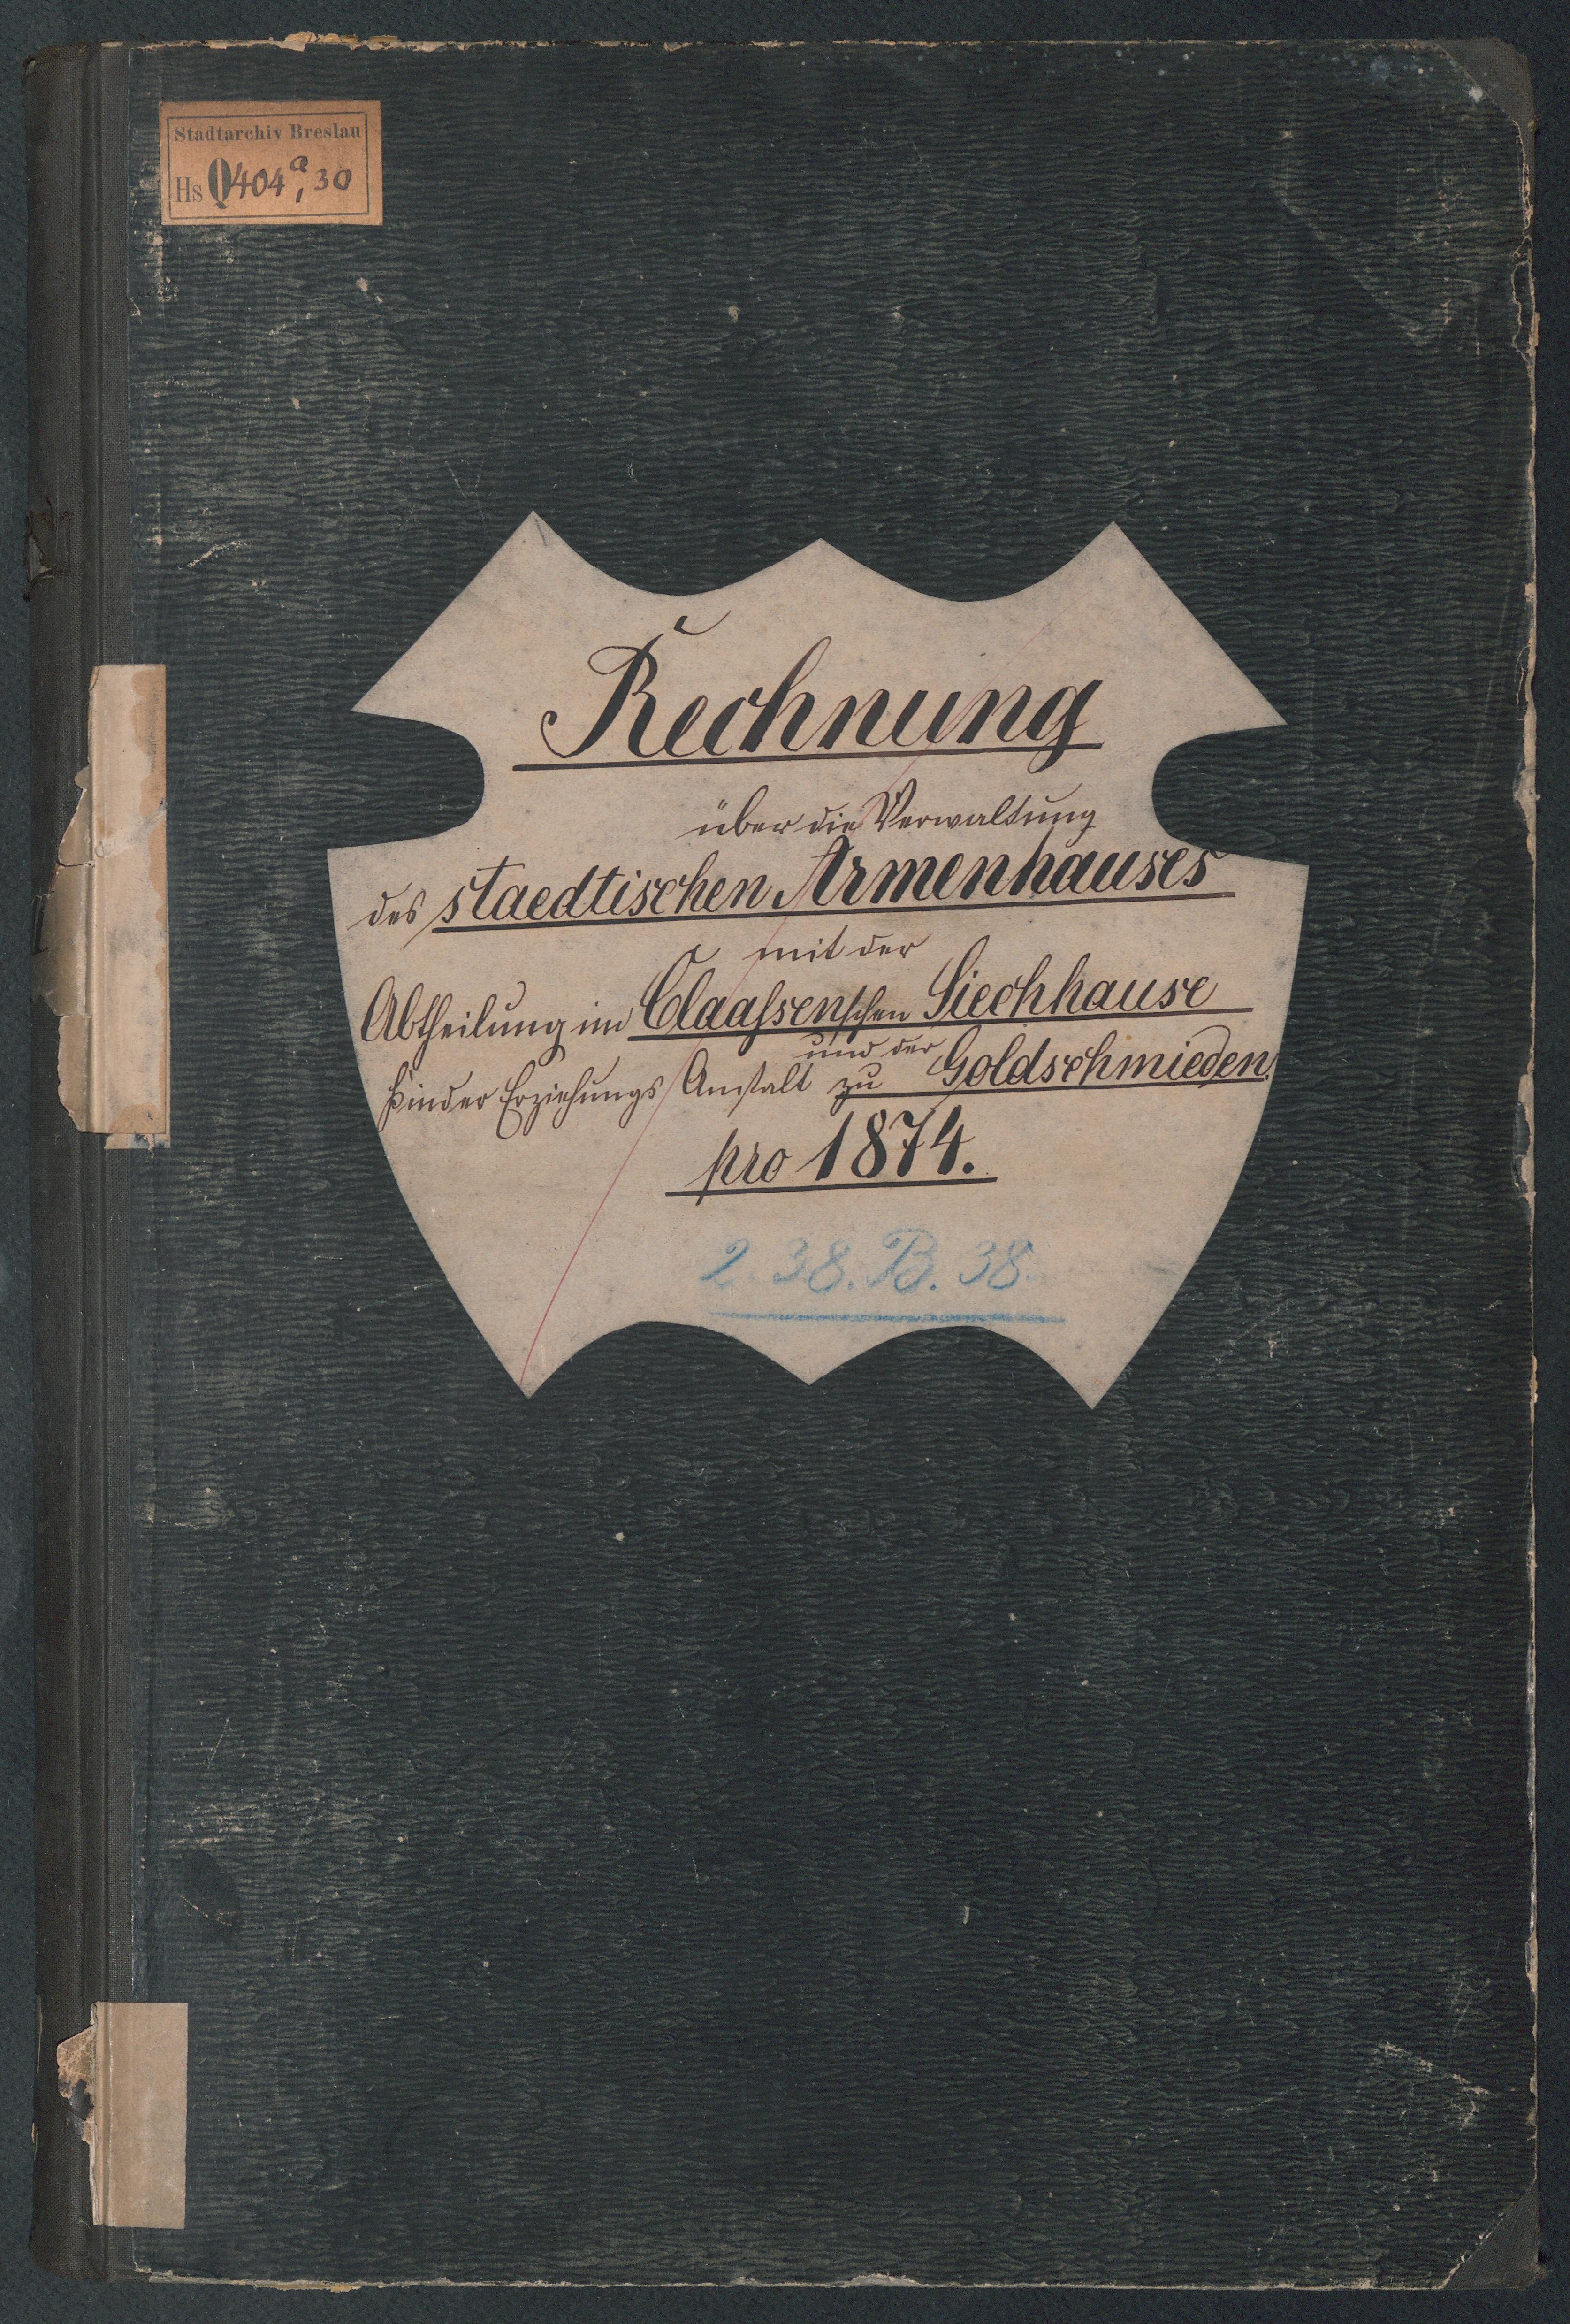 Stadtarchiv Breslau
Hs Q404a, 30
Rechnung
über die Verwaltung
des staedtischen Armenhauses
mit der
Abtheilung im Claaſsenschen Siechhause
und der
Kinder Erziehungs Anstalt zu Goldschmieden
pro 1874.
2. 38. B. 38.